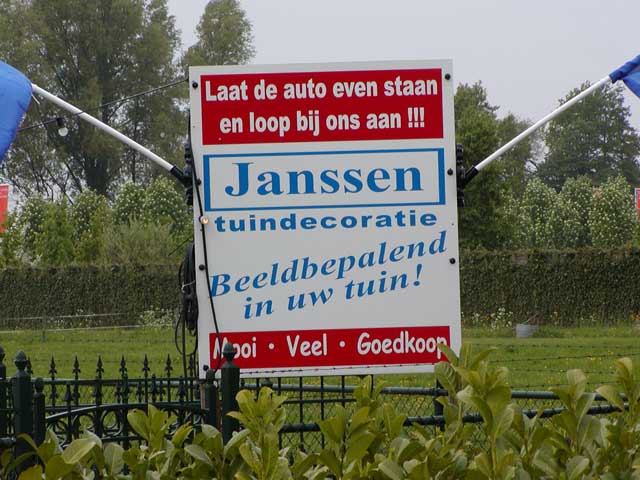 Laat de auto even staan
en loop bij ons aan !!!
Janssen
tuindecoratie
Beeldbepalend
in uw tuin!
Mooi • Veel • Goedkoop